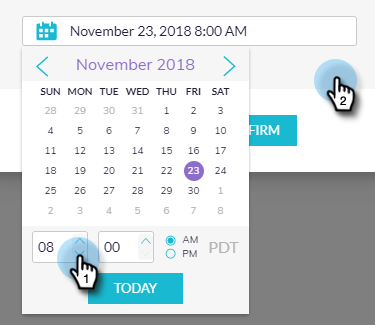 November 23, 2018 8:00 AM
November 2018
SUN MON TUE WED THU FRI SAT
28 29 30 31 1 2 3
4 5 6 7 8 9 10
11 12 13 14 15 16 17
18 19 20 21 22 23 24
25 26 27 28 29 30 1
2 3 4 5 6 7 8
FIRM
2
08 00 AM PM PDT
1
TODAY